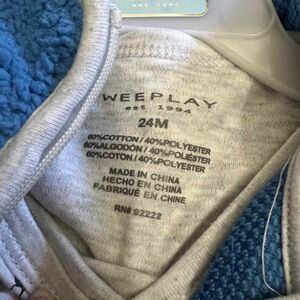 WEEPLAY
est. 1994
24M
60%COTTON / 40%POLYESTER
60%ALGODON / 40%POLIÉSTER
60%COTON / 40%POLYESTER
MADE IN CHINA
HECHO EN CHINA
FABRIQUÉ EN CHINE
RN# 92222